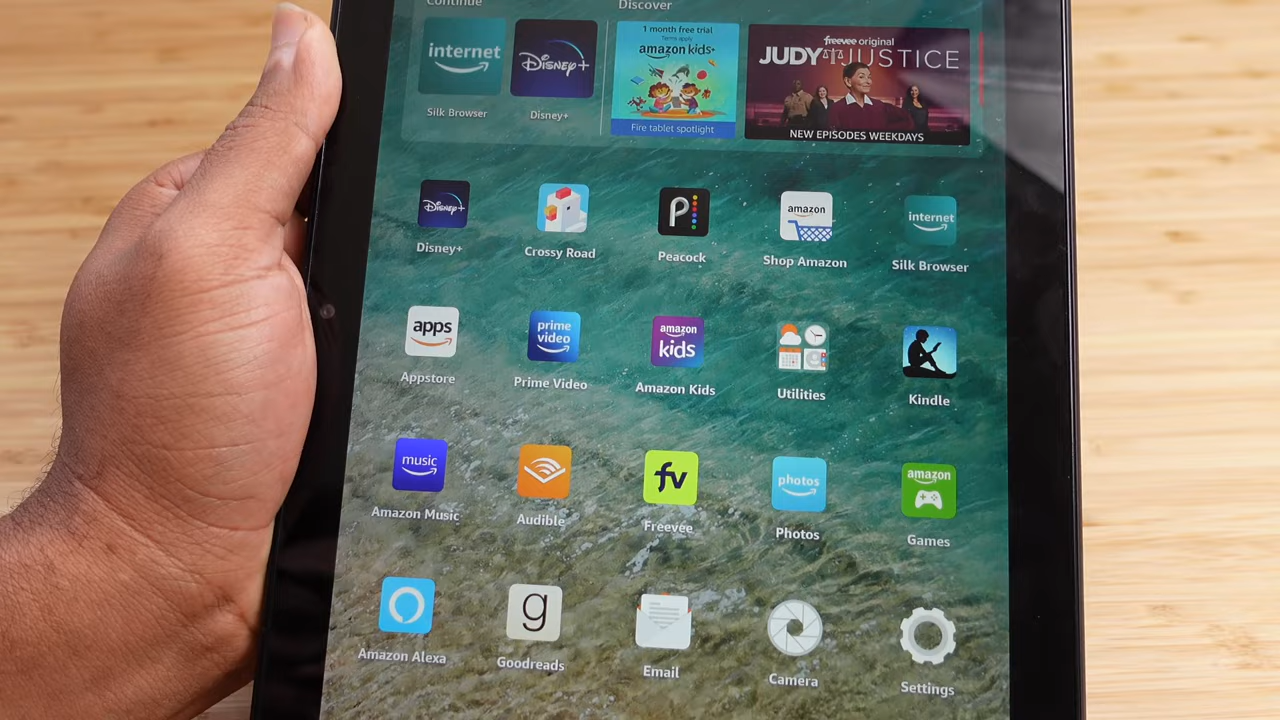 Continue
Discover
internet
Disney+
1 month free trial
Terms apply
amazon kids+
Fire tablet spotlight
freevee original
JUDY JUSTICE
NEW EPISODES WEEKDAYS
Silk Browser
Disney+
Disney+
amazon
internet
Disney+
Crossy Road
Peacock
Shop Amazon
Silk Browser
apps
prime video
amazon kids
Appstore
Prime Video
Amazon Kids
Utilities
Kindle
music
fv
photos
amazon
Amazon Music
Audible
Freevee
Photos
Games
g
Amazon Alexa
Goodreads
Email
Camera
Settings